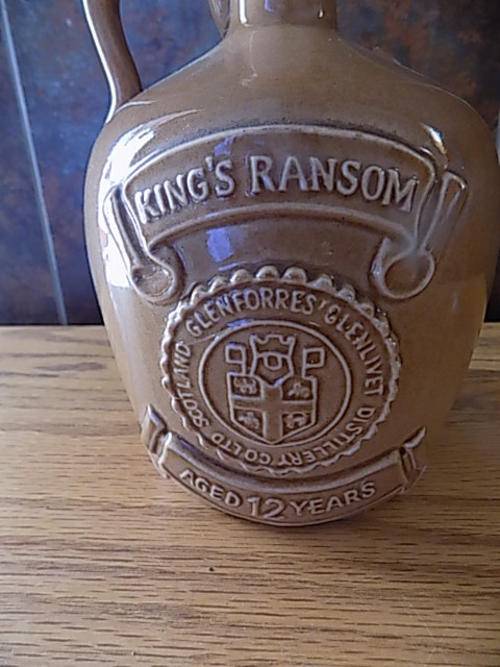 KING'S RANSOM
GLENFORRES-GLENLIVET DISTILLERY CO LTD SCOTLAND
AGED 12 YEARS